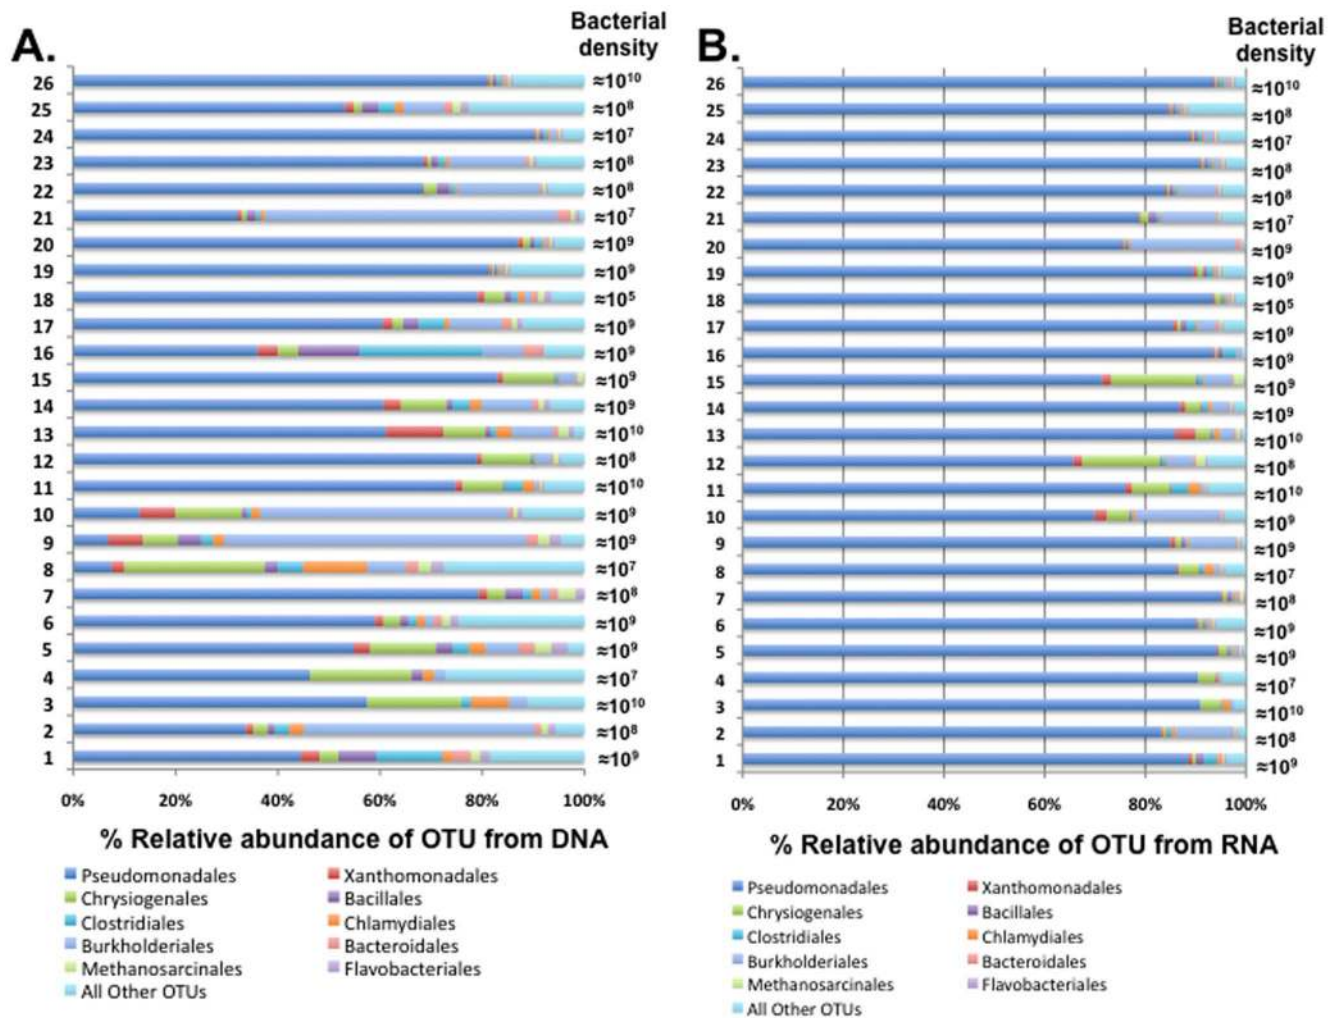 A.
Bacterial
density
26 ≈10¹⁰
25 ≈10⁸
24 ≈10⁷
23 ≈10⁸
22 ≈10⁸
21 ≈10⁷
20 ≈10⁹
19 ≈10⁹
18 ≈10⁵
17 ≈10⁹
16 ≈10⁹
15 ≈10⁹
14 ≈10⁹
13 ≈10¹⁰
12 ≈10⁸
11 ≈10¹⁰
10 ≈10⁹
9 ≈10⁹
8 ≈10⁷
7 ≈10⁸
6 ≈10⁹
5 ≈10⁹
4 ≈10⁷
3 ≈10¹⁰
2 ≈10⁸
1 ≈10⁹
0% 20% 40% 60% 80% 100%
% Relative abundance of OTU from DNA
Pseudomonadales Xanthomonadales
Chrysiogenales Bacillales
Clostridiales Chlamydiales
Burkholderiales Bacteroidales
Methanosarcinales Flavobacteriales
All Other OTUs
B.
Bacterial
density
26 ≈10¹⁰
25 ≈10⁸
24 ≈10⁷
23 ≈10⁸
22 ≈10⁸
21 ≈10⁷
20 ≈10⁹
19 ≈10⁹
18 ≈10⁵
17 ≈10⁹
16 ≈10⁹
15 ≈10⁹
14 ≈10⁹
13 ≈10¹⁰
12 ≈10⁸
11 ≈10¹⁰
10 ≈10⁹
9 ≈10⁹
8 ≈10⁷
7 ≈10⁸
6 ≈10⁹
5 ≈10⁹
4 ≈10⁷
3 ≈10¹⁰
2 ≈10⁸
1 ≈10⁹
0% 20% 40% 60% 80% 100%
% Relative abundance of OTU from RNA
Pseudomonadales Xanthomonadales
Chrysiogenales Bacillales
Clostridiales Chlamydiales
Burkholderiales Bacteroidales
Methanosarcinales Flavobacteriales
All Other OTUs